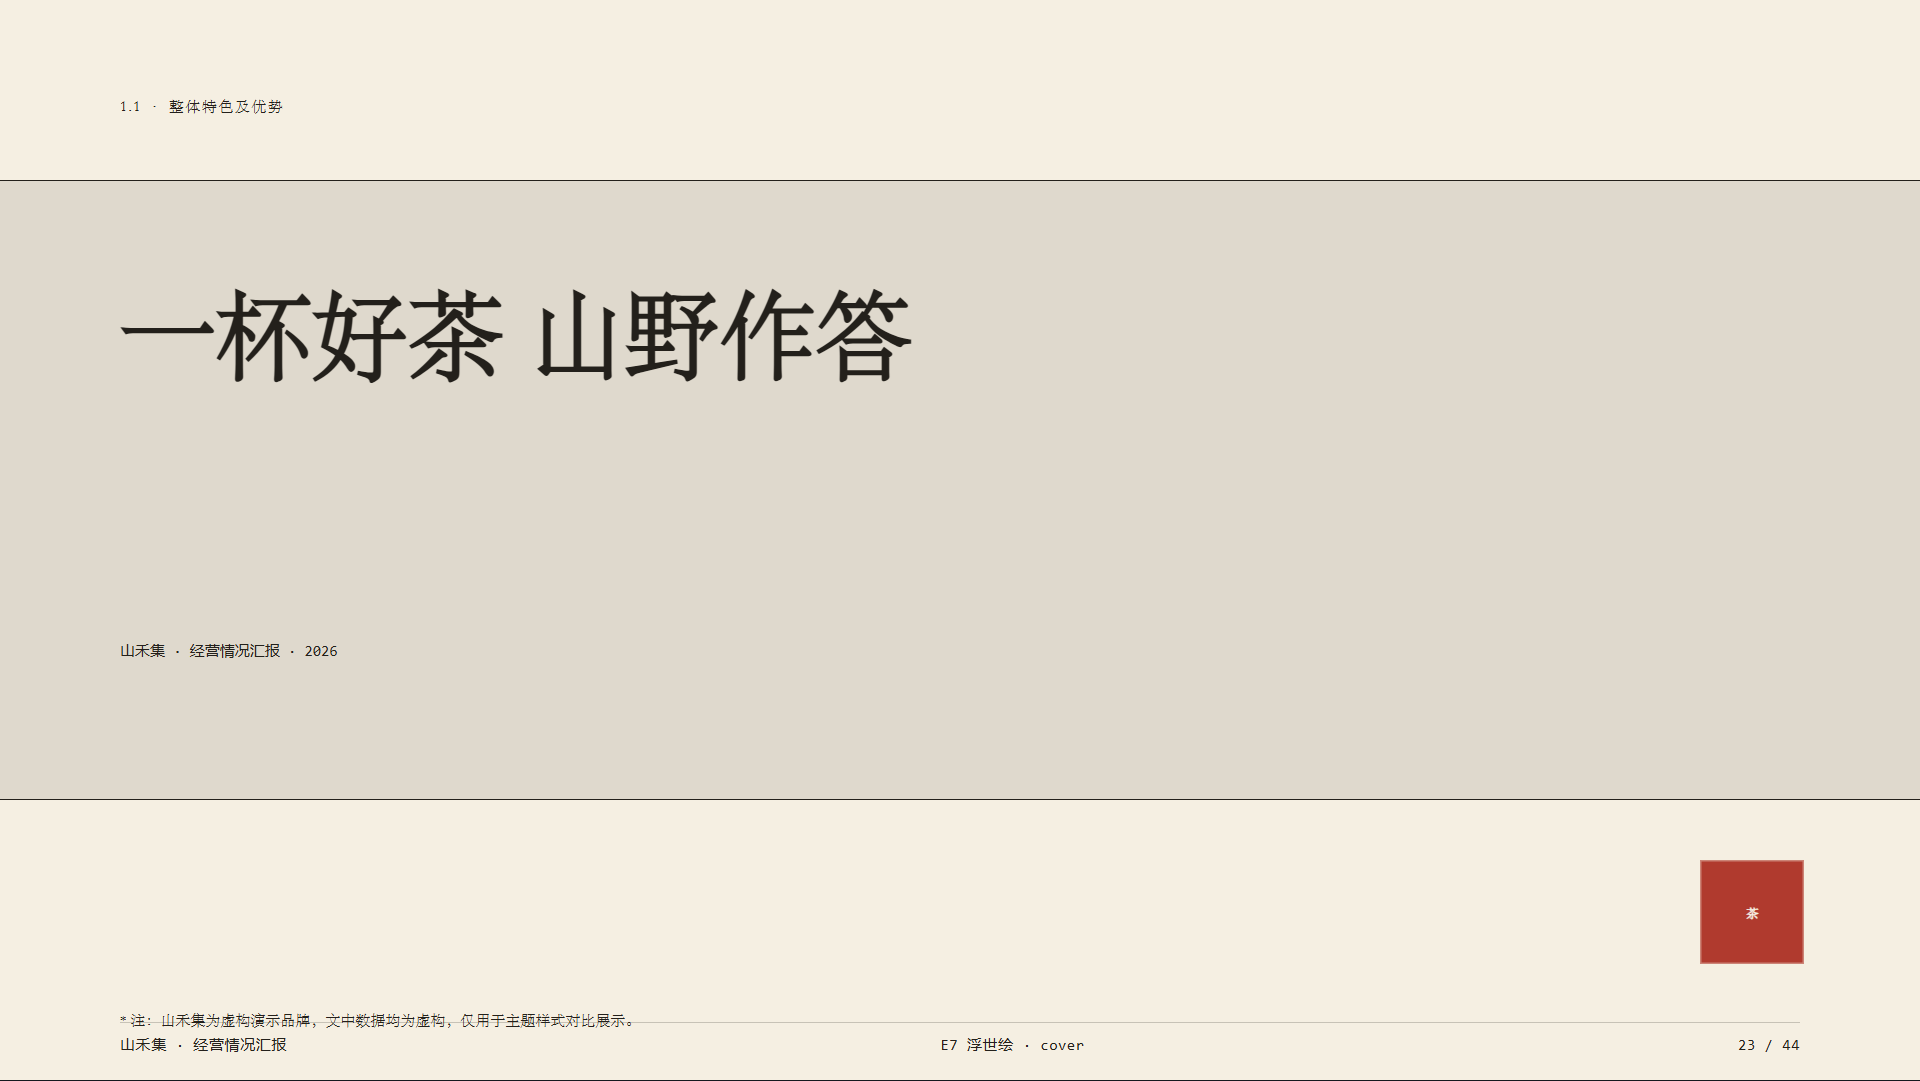 1.1 · 整体特色及优势
一杯好茶 山野作答
山禾集 · 经营情况汇报 · 2026
茶
* 注：山禾集为虚构演示品牌，文中数据均为虚构，仅用于主题样式对比展示。
山禾集 · 经营情况汇报
E7 浮世绘 · cover
23 / 44